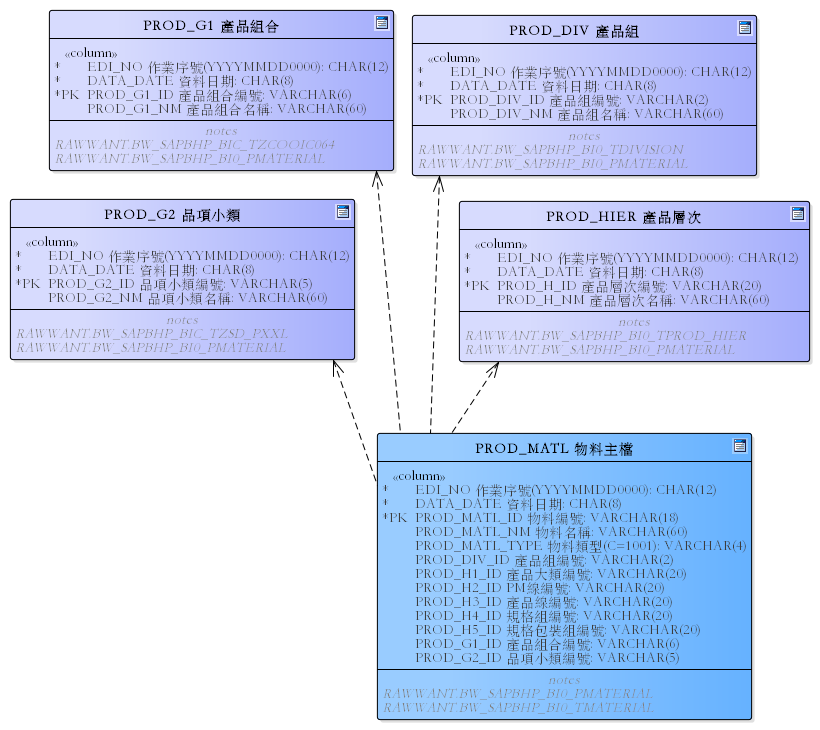 PROD_G1 產品組合
«column»
* EDI_NO 作業序號(YYYYMMDD0000): CHAR(12)
* DATA_DATE 資料日期: CHAR(8)
*PK PROD_G1_ID 產品組合編號: VARCHAR(6)
PROD_G1_NM 產品組合名稱: VARCHAR(60)
notes
RAWWANT.BW_SAPBHP_BIC_TZCOOIC064
RAWWANT.BW_SAPBHP_BI0_PMATERIAL
PROD_DIV 產品組
«column»
* EDI_NO 作業序號(YYYYMMDD0000): CHAR(12)
* DATA_DATE 資料日期: CHAR(8)
*PK PROD_DIV_ID 產品組編號: VARCHAR(2)
PROD_DIV_NM 產品組名稱: VARCHAR(60)
notes
RAWWANT.BW_SAPBHP_BI0_TDIVISION
RAWWANT.BW_SAPBHP_BI0_PMATERIAL
PROD_G2 品項小類
«column»
* EDI_NO 作業序號(YYYYMMDD0000): CHAR(12)
* DATA_DATE 資料日期: CHAR(8)
*PK PROD_G2_ID 品項小類編號: VARCHAR(5)
PROD_G2_NM 品項小類名稱: VARCHAR(60)
notes
RAWWANT.BW_SAPBHP_BIC_TZSD_PXXL
RAWWANT.BW_SAPBHP_BI0_PMATERIAL
PROD_HIER 產品層次
«column»
* EDI_NO 作業序號(YYYYMMDD0000): CHAR(12)
* DATA_DATE 資料日期: CHAR(8)
*PK PROD_H_ID 產品層次編號: VARCHAR(20)
PROD_H_NM 產品層次名稱: VARCHAR(60)
notes
RAWWANT.BW_SAPBHP_BI0_TPROD_HIER
RAWWANT.BW_SAPBHP_BI0_PMATERIAL
PROD_MATL 物料主檔
«column»
* EDI_NO 作業序號(YYYYMMDD0000): CHAR(12)
* DATA_DATE 資料日期: CHAR(8)
*PK PROD_MATL_ID 物料編號: VARCHAR(18)
PROD_MATL_NM 物料名稱: VARCHAR(60)
PROD_MATL_TYPE 物料類型(C=1001): VARCHAR(4)
PROD_DIV_ID 產品組編號: VARCHAR(2)
PROD_H1_ID 產品大類編號: VARCHAR(20)
PROD_H2_ID PM線編號: VARCHAR(20)
PROD_H3_ID 產品線編號: VARCHAR(20)
PROD_H4_ID 規格組編號: VARCHAR(20)
PROD_H5_ID 規格包裝組編號: VARCHAR(20)
PROD_G1_ID 產品組合編號: VARCHAR(6)
PROD_G2_ID 品項小類編號: VARCHAR(5)
notes
RAWWANT.BW_SAPBHP_BI0_PMATERIAL
RAWWANT.BW_SAPBHP_BI0_TMATERIAL